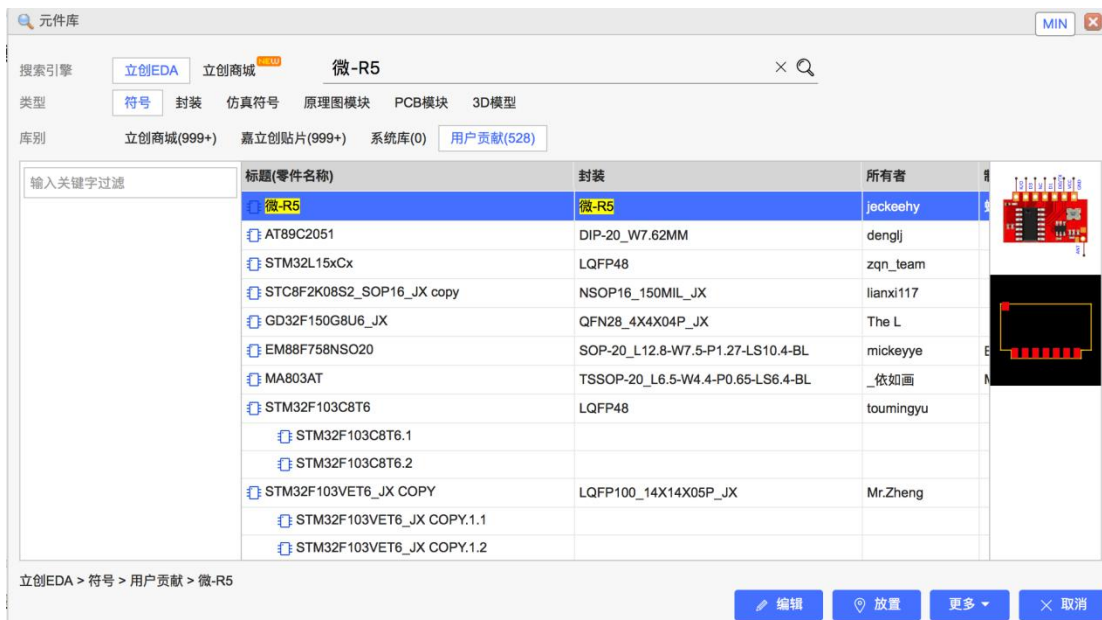 元件库 MIN
搜索引擎 立创EDA 立创商城 NEW 微-R5
类型 符号 封装 仿真符号 原理图模块 PCB模块 3D模型
库别 立创商城(999+) 嘉立创贴片(999+) 系统库(0) 用户贡献(528)
输入关键字过滤
标题(零件名称) 封装 所有者
微-R5 微-R5 jeckeehy
AT89C2051 DIP-20_W7.62MM denglj
STM32L15xCx LQFP48 zqn_team
STC8F2K08S2_SOP16_JX copy NSOP16_150MIL_JX lianxi117
GD32F150G8U6_JX QFN28_4X4X04P_JX The L
EM88F758NSO20 SOP-20_L12.8-W7.5-P1.27-LS10.4-BL mickeyye
MA803AT TSSOP-20_L6.5-W4.4-P0.65-LS6.4-BL _依如画
STM32F103C8T6 LQFP48 toumingyu
STM32F103C8T6.1
STM32F103C8T6.2
STM32F103VET6_JX COPY LQFP100_14X14X05P_JX Mr.Zheng
STM32F103VET6_JX COPY.1.1
STM32F103VET6_JX COPY.1.2
立创EDA > 符号 > 用户贡献 > 微-R5
编辑 放置 更多 取消